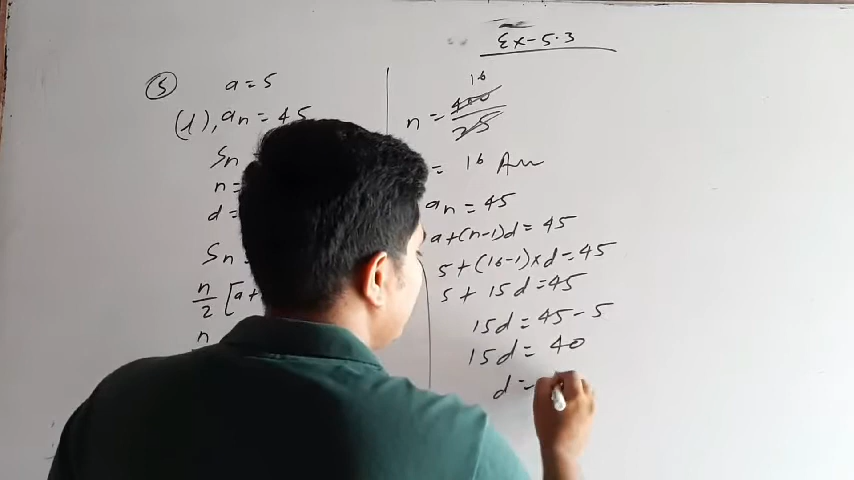 Ex-5.3
⑤ a = 5
(1), an = 45
Sn
n =
d =
Sn =
n/2 [a+
n
n = 400/25 16
= 16 Ans
an = 45
a+(n-1)d = 45
5+(16-1)×d = 45
5 + 15d = 45
15d = 45 - 5
15d = 40
d =